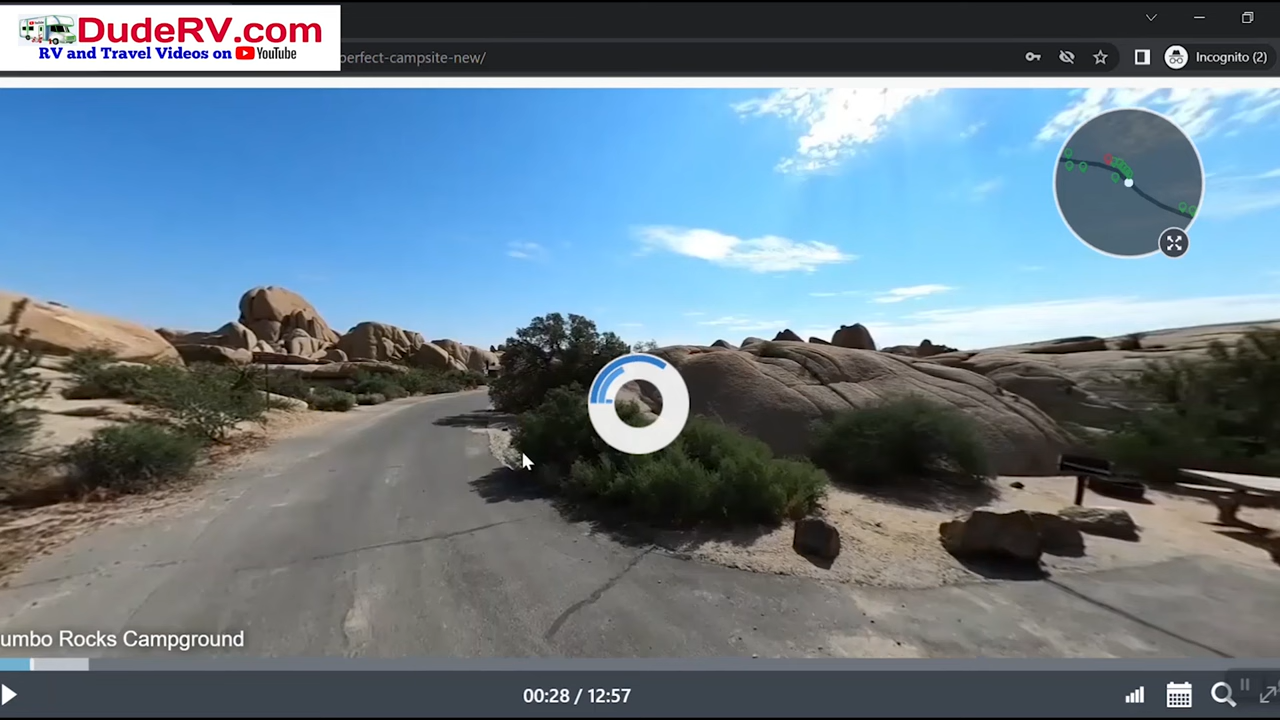 DudeRV.com
RV and Travel Videos on YouTube
perfect-campsite-new/
Incognito (2)
umbo Rocks Campground
00:28 / 12:57